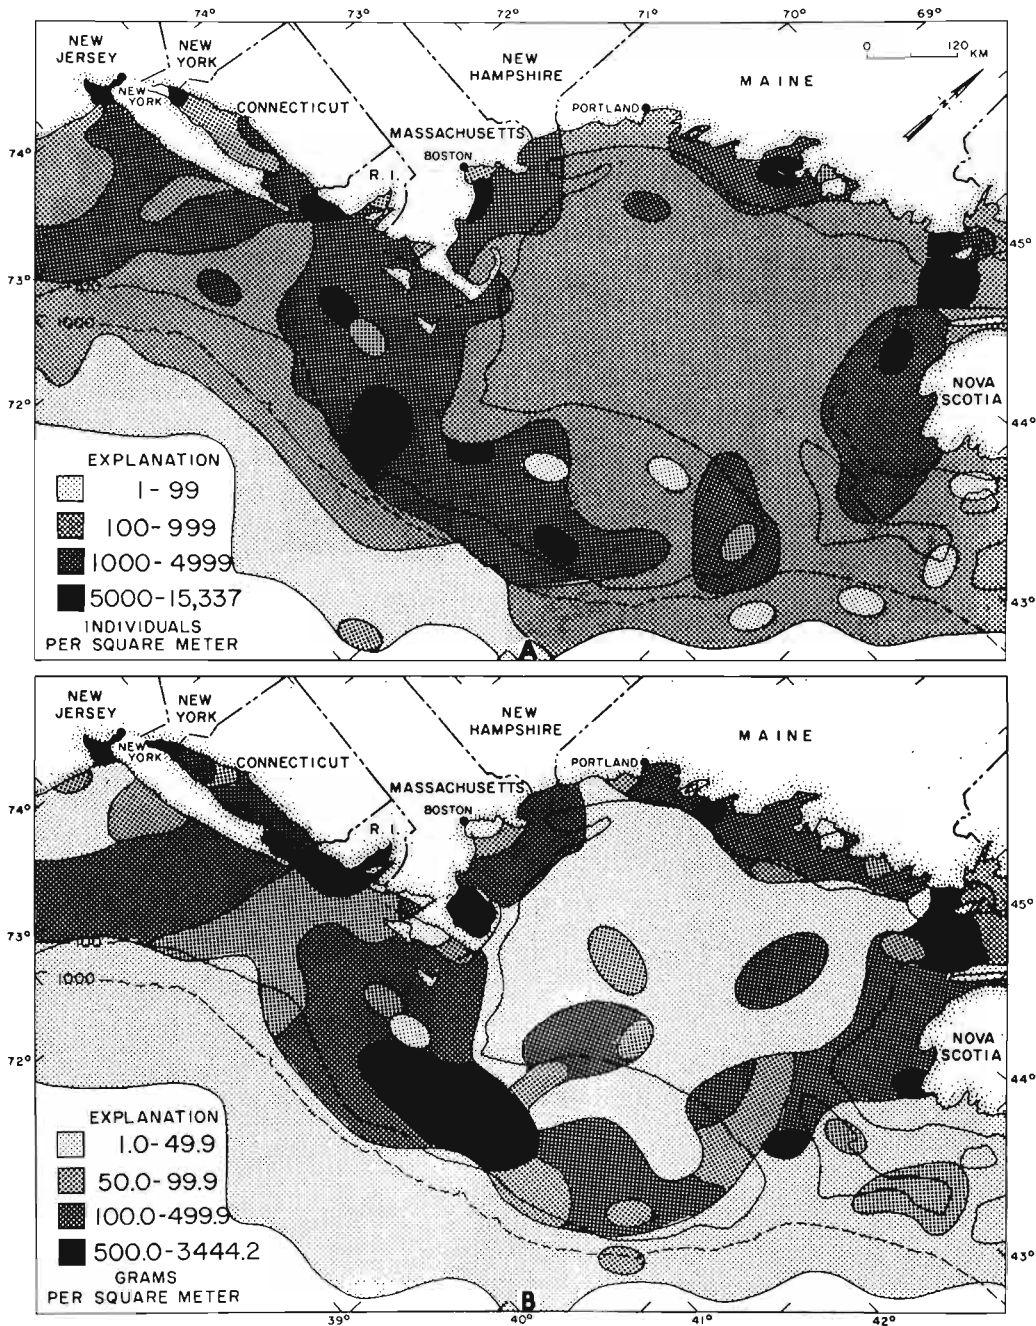 74° 73° 72° 71° 70° 69°
NEW JERSEY
NEW YORK
NEW HAMPSHIRE
MAINE
0 120 KM
NEW YORK
CONNECTICUT
MASSACHUSETTS
BOSTON
PORTLAND
R. I.
74°
45°
73°
100
1000
NOVA SCOTIA
72°
44°
EXPLANATION
1-99
100-999
1000-4999
5000-15,337
INDIVIDUALS
PER SQUARE METER
43°
A
NEW JERSEY
NEW YORK
NEW HAMPSHIRE
MAINE
NEW YORK
CONNECTICUT
MASSACHUSETTS
BOSTON
PORTLAND
R. I.
74°
45°
73°
100
1000
NOVA SCOTIA
72°
44°
EXPLANATION
1.0-49.9
50.0-99.9
100.0-499.9
500.0-3444.2
GRAMS
PER SQUARE METER
43°
B
39° 40° 41° 42°